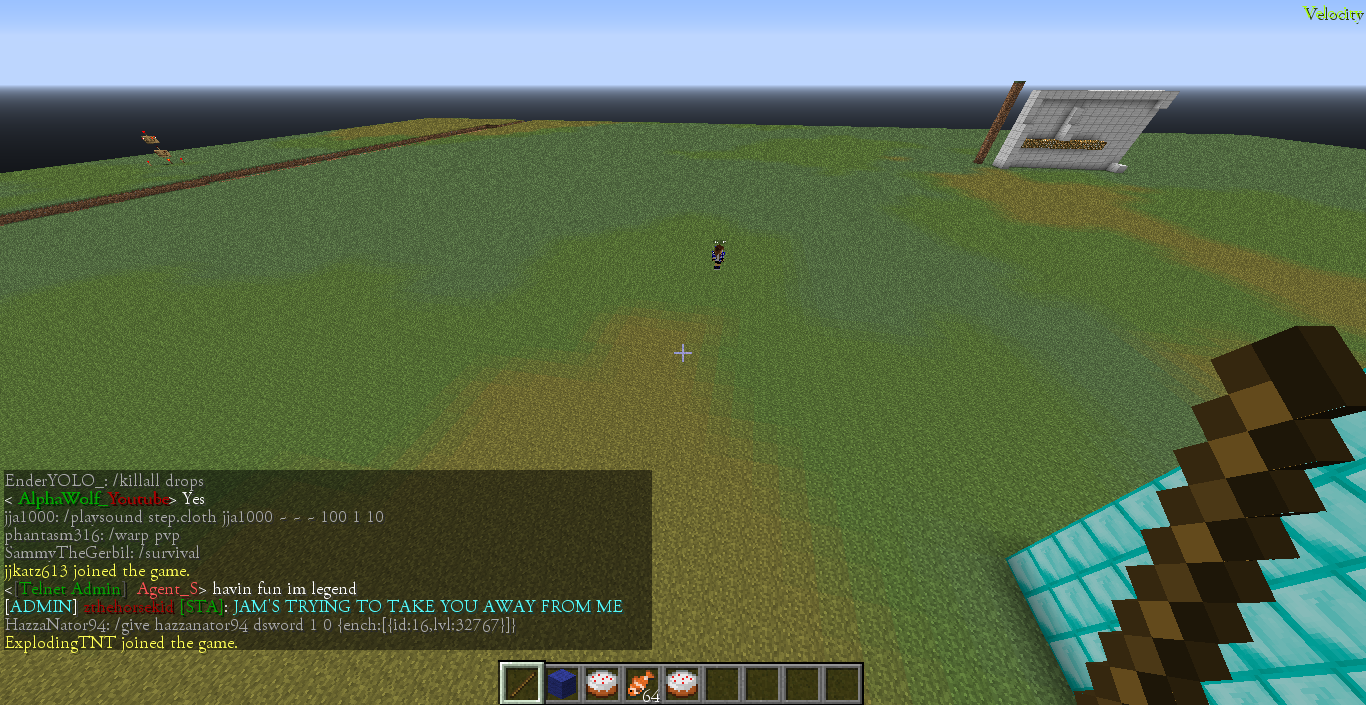 Velocity
EnderYOLO_: /killall drops
< AlphaWolf_Youtube> Yes
jja1000: /playsound step.cloth jja1000 ~ ~ ~ 100 1 10
phantasm316: /warp pvp
SammyTheGerbil: /survival
jjkatz613 joined the game.
<[Telnet Admin] Agent_S> havin fun im legend
[ADMIN] xthehorsekid [STA]: JAM'S TRYING TO TAKE YOU AWAY FROM ME
HazzaNator94: /give hazzanator94 dsword 1 0 {ench:[{id:16,lvl:32767}]}
ExplodingTNT joined the game.
64